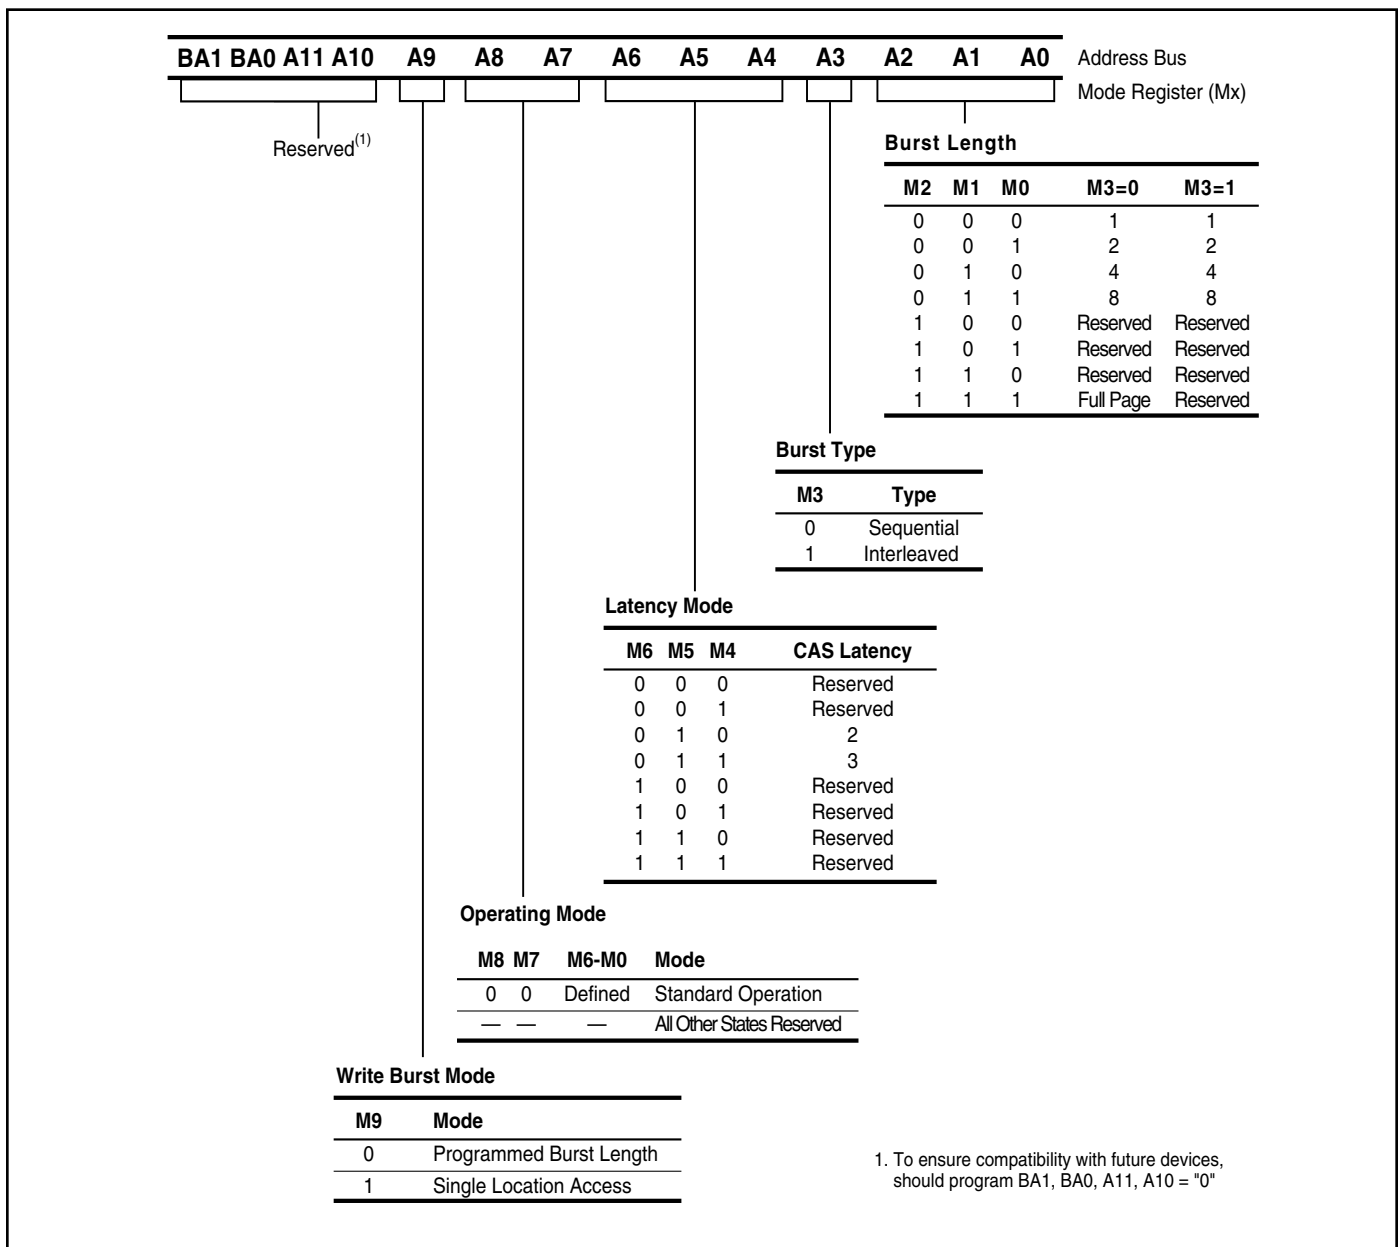 BA1 BA0 A11 A10 A9 A8 A7 A6 A5 A4 A3 A2 A1 A0 Address Bus
Mode Register (Mx)
Reserved(1)
Burst Length
M2 M1 M0 M3=0 M3=1
0 0 0 1 1
0 0 1 2 2
0 1 0 4 4
0 1 1 8 8
1 0 0 Reserved Reserved
1 0 1 Reserved Reserved
1 1 0 Reserved Reserved
1 1 1 Full Page Reserved
Burst Type
M3 Type
0 Sequential
1 Interleaved
Latency Mode
M6 M5 M4 CAS Latency
0 0 0 Reserved
0 0 1 Reserved
0 1 0 2
0 1 1 3
1 0 0 Reserved
1 0 1 Reserved
1 1 0 Reserved
1 1 1 Reserved
Operating Mode
M8 M7 M6-M0 Mode
0 0 Defined Standard Operation
— — — All Other States Reserved
Write Burst Mode
M9 Mode
0 Programmed Burst Length
1 Single Location Access
1. To ensure compatibility with future devices,
should program BA1, BA0, A11, A10 = "0"